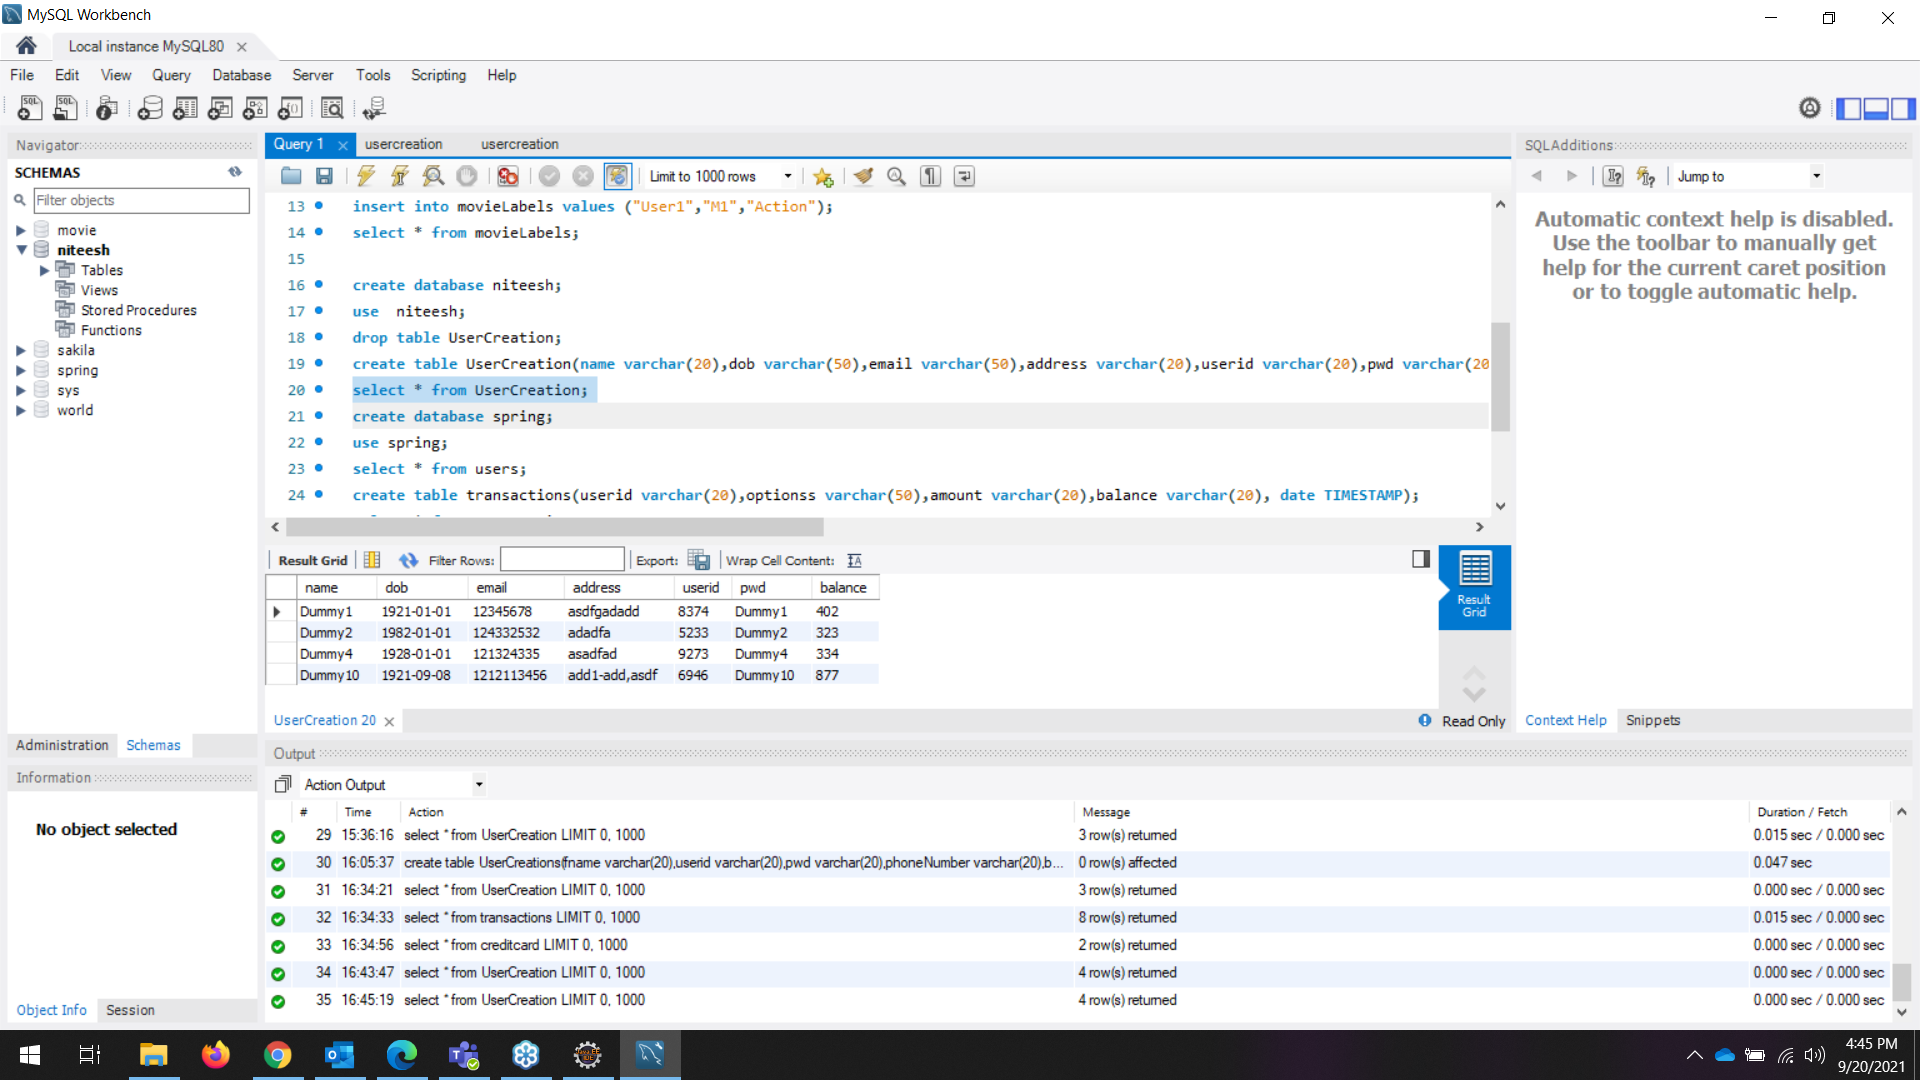 MySQL Workbench
Local instance MySQL80
File Edit View Query Database Server Tools Scripting Help
Navigator
SCHEMAS
Filter objects
movie
niteesh
Tables
Views
Stored Procedures
Functions
sakila
spring
sys
world
Administration Schemas
Information
No object selected
Object Info Session
Query 1 usercreation usercreation
Limit to 1000 rows
13 insert into movieLabels values ("User1","M1","Action");
14 select * from movieLabels;
15
16 create database niteesh;
17 use niteesh;
18 drop table UserCreation;
19 create table UserCreation(name varchar(20),dob varchar(50),email varchar(50),address varchar(20),userid varchar(20),pwd varchar(20
20 select * from UserCreation;
21 create database spring;
22 use spring;
23 select * from users;
24 create table transactions(userid varchar(20),optionss varchar(50),amount varchar(20),balance varchar(20), date TIMESTAMP);
Result Grid Filter Rows: Export: Wrap Cell Content:
name dob email address userid pwd balance
Dummy1 1921-01-01 12345678 asdfgadadd 8374 Dummy1 402
Dummy2 1982-01-01 124332532 adadfa 5233 Dummy2 323
Dummy4 1928-01-01 121324335 asadfad 9273 Dummy4 334
Dummy10 1921-09-08 1212113456 add1-add,asdf 6946 Dummy10 877
Result Grid
UserCreation 20
Read Only
SQLAdditions
Jump to
Automatic context help is disabled.
Use the toolbar to manually get
help for the current caret position
or to toggle automatic help.
Context Help Snippets
Output
Action Output
# Time Action Message Duration / Fetch
29 15:36:16 select * from UserCreation LIMIT 0, 1000 3 row(s) returned 0.015 sec / 0.000 sec
30 16:05:37 create table UserCreations(fname varchar(20),userid varchar(20),pwd varchar(20),phoneNumber varchar(20),b... 0 row(s) affected 0.047 sec
31 16:34:21 select * from UserCreation LIMIT 0, 1000 3 row(s) returned 0.000 sec / 0.000 sec
32 16:34:33 select * from transactions LIMIT 0, 1000 8 row(s) returned 0.015 sec / 0.000 sec
33 16:34:56 select * from creditcard LIMIT 0, 1000 2 row(s) returned 0.000 sec / 0.000 sec
34 16:43:47 select * from UserCreation LIMIT 0, 1000 4 row(s) returned 0.000 sec / 0.000 sec
35 16:45:19 select * from UserCreation LIMIT 0, 1000 4 row(s) returned 0.000 sec / 0.000 sec
4:45 PM
9/20/2021